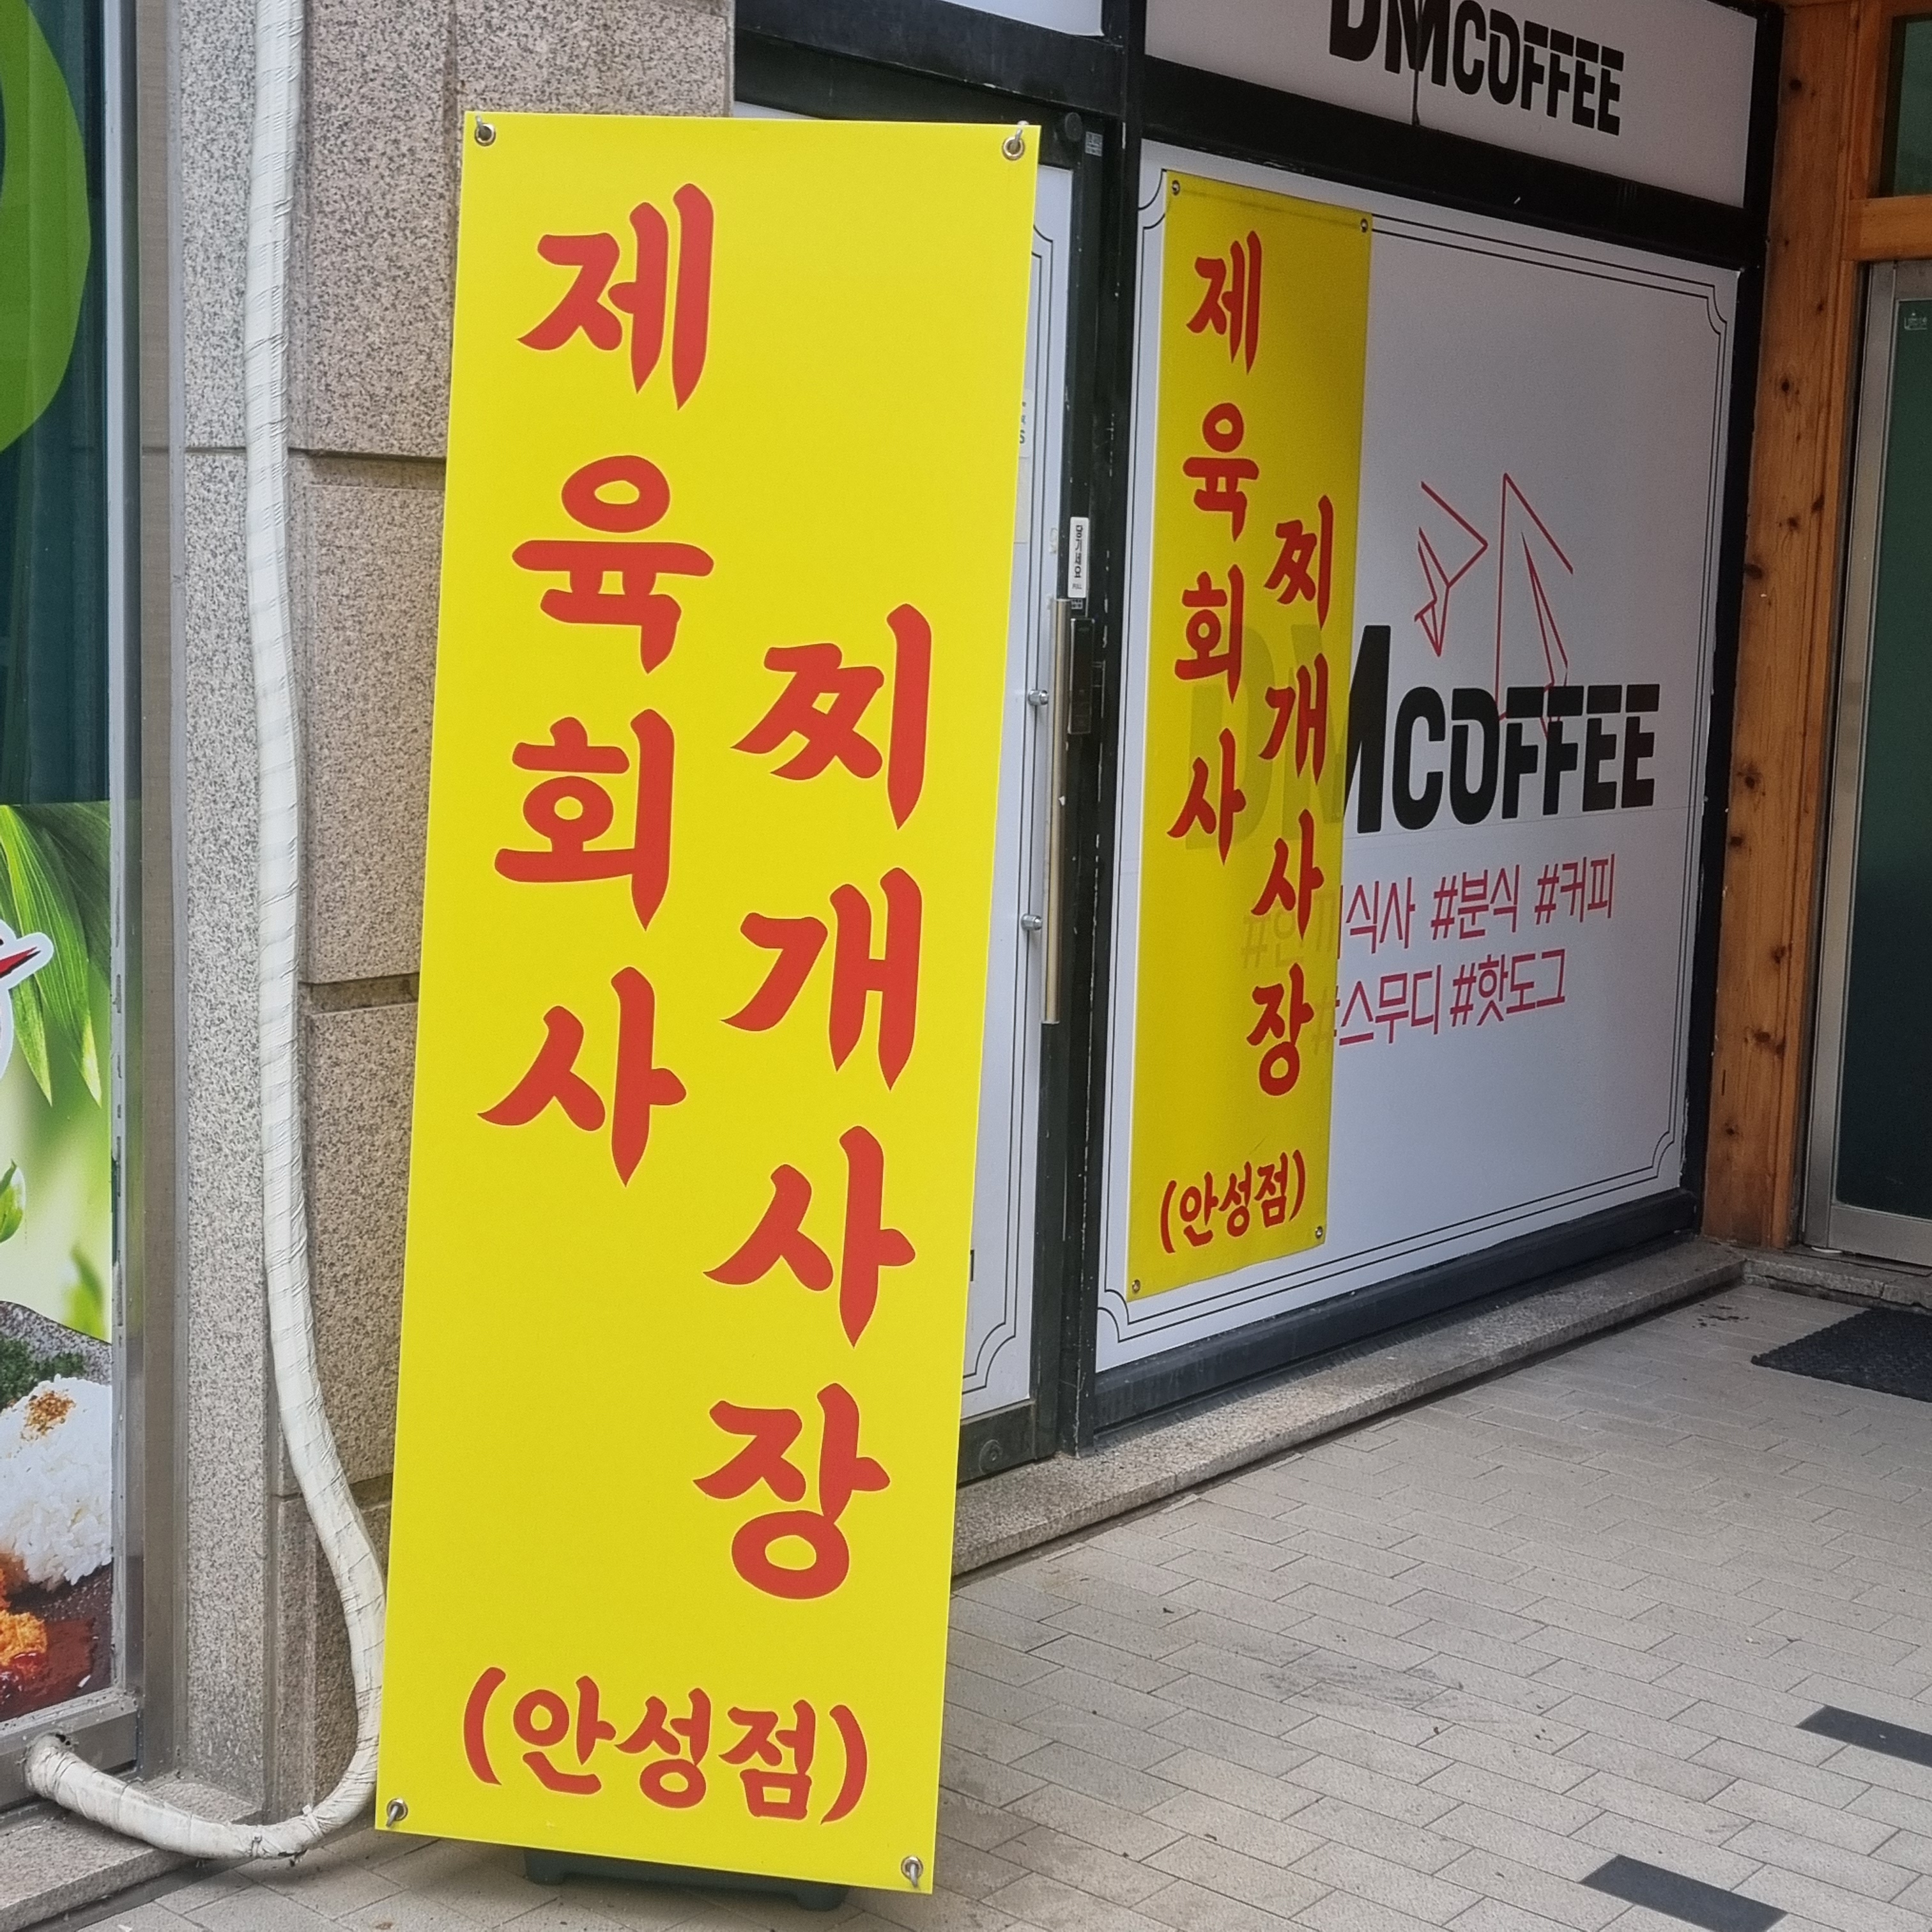 제육회사
찌개사장
(안성점)
DMCOFFEE
제육회사
찌개사장
(안성점)
MCOFFEE
식사 #분식 #커피
#스무디 #핫도그